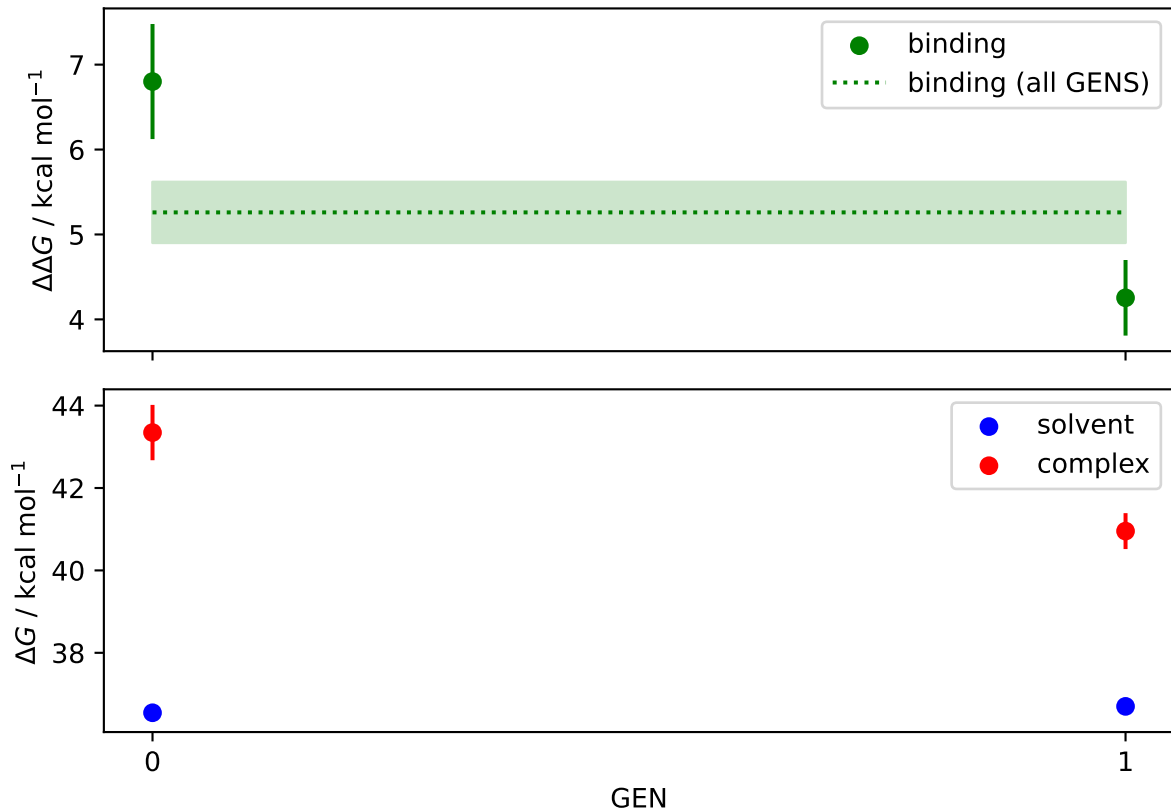 7
6
5
4
ΔΔG / kcal mol⁻¹
binding
binding (all GENS)
44
42
40
38
ΔG / kcal mol⁻¹
solvent
complex
0
1
GEN